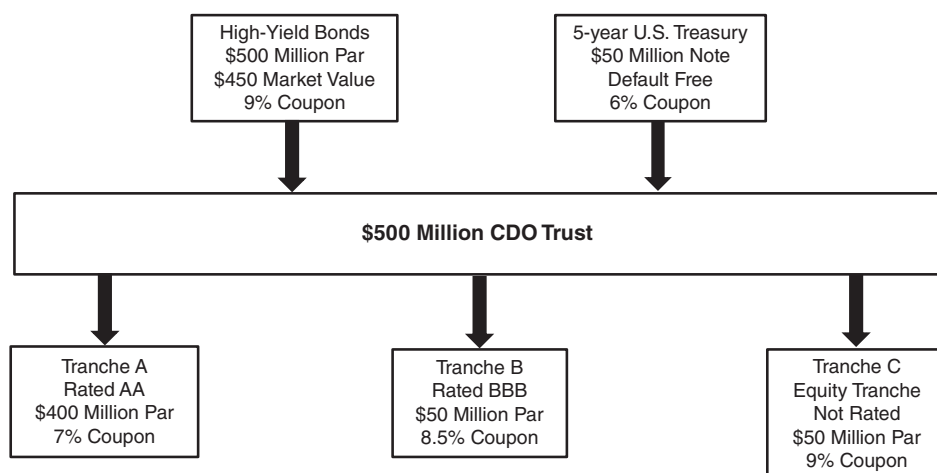 High-Yield Bonds
$500 Million Par
$450 Market Value
9% Coupon
5-year U.S. Treasury
$50 Million Note
Default Free
6% Coupon
$500 Million CDO Trust
Tranche A
Rated AA
$400 Million Par
7% Coupon
Tranche B
Rated BBB
$50 Million Par
8.5% Coupon
Tranche C
Equity Tranche
Not Rated
$50 Million Par
9% Coupon